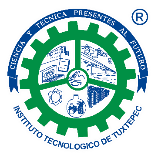 CIENCIA Y TECNICA PRESENTES AL FUTURO
®
INSTITUTO TECNOLOGICO DE TUXTEPEC